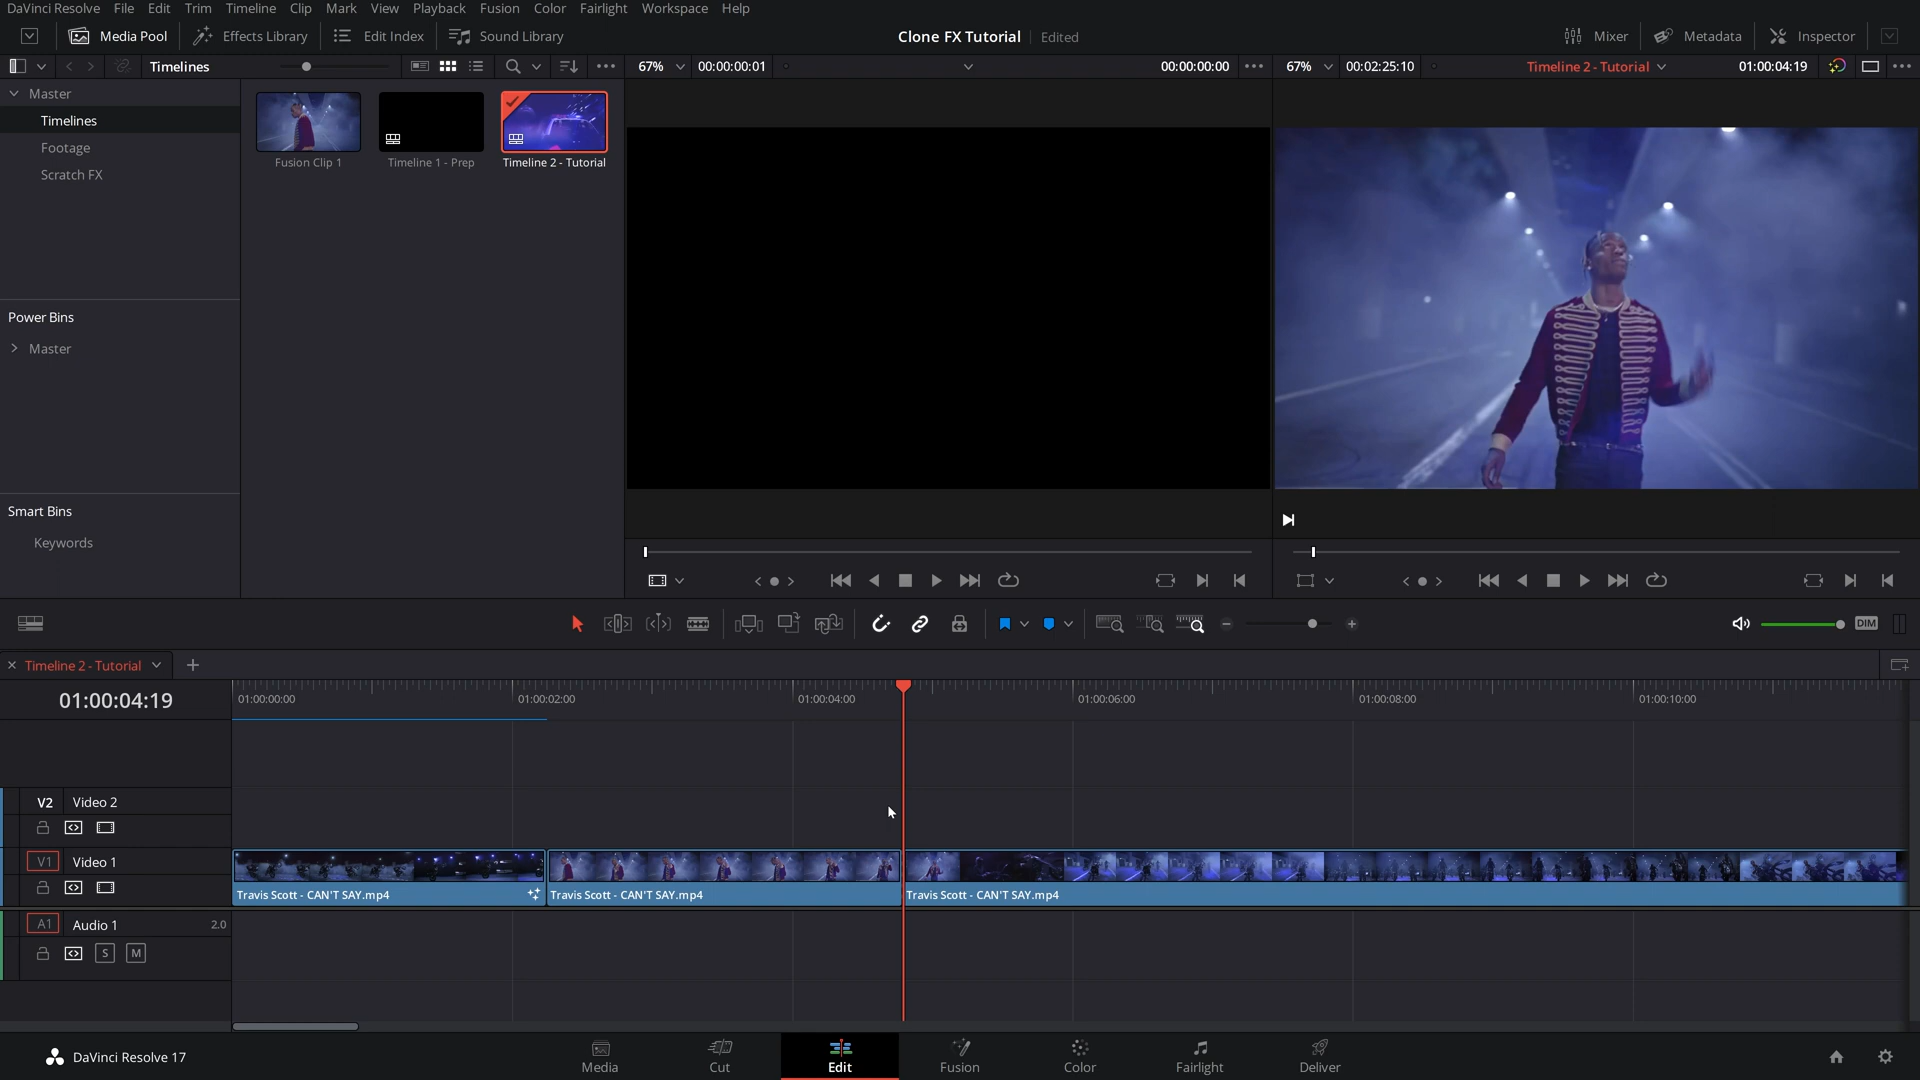 DaVinci Resolve File Edit Trim Timeline Clip Mark View Playback Fusion Color Fairlight Workspace Help
Media Pool Effects Library Edit Index Sound Library Clone FX Tutorial Edited Mixer Metadata Inspector
Timelines 67% 00:00:00:01 00:00:00:00 67% 00:02:25:10 Timeline 2 - Tutorial 01:00:04:19
Master
Timelines
Footage
Scratch FX
Fusion Clip 1 Timeline 1 - Prep Timeline 2 - Tutorial
Power Bins
Master
Smart Bins
Keywords
DIM
Timeline 2 - Tutorial
01:00:04:19 01:00:00:00 01:00:02:00 01:00:04:00 01:00:06:00 01:00:08:00 01:00:10:00
V2 Video 2
V1 Video 1
Travis Scott - CAN'T SAY.mp4 Travis Scott - CAN'T SAY.mp4 Travis Scott - CAN'T SAY.mp4
A1 Audio 1 2.0
S M
DaVinci Resolve 17 Media Cut Edit Fusion Color Fairlight Deliver